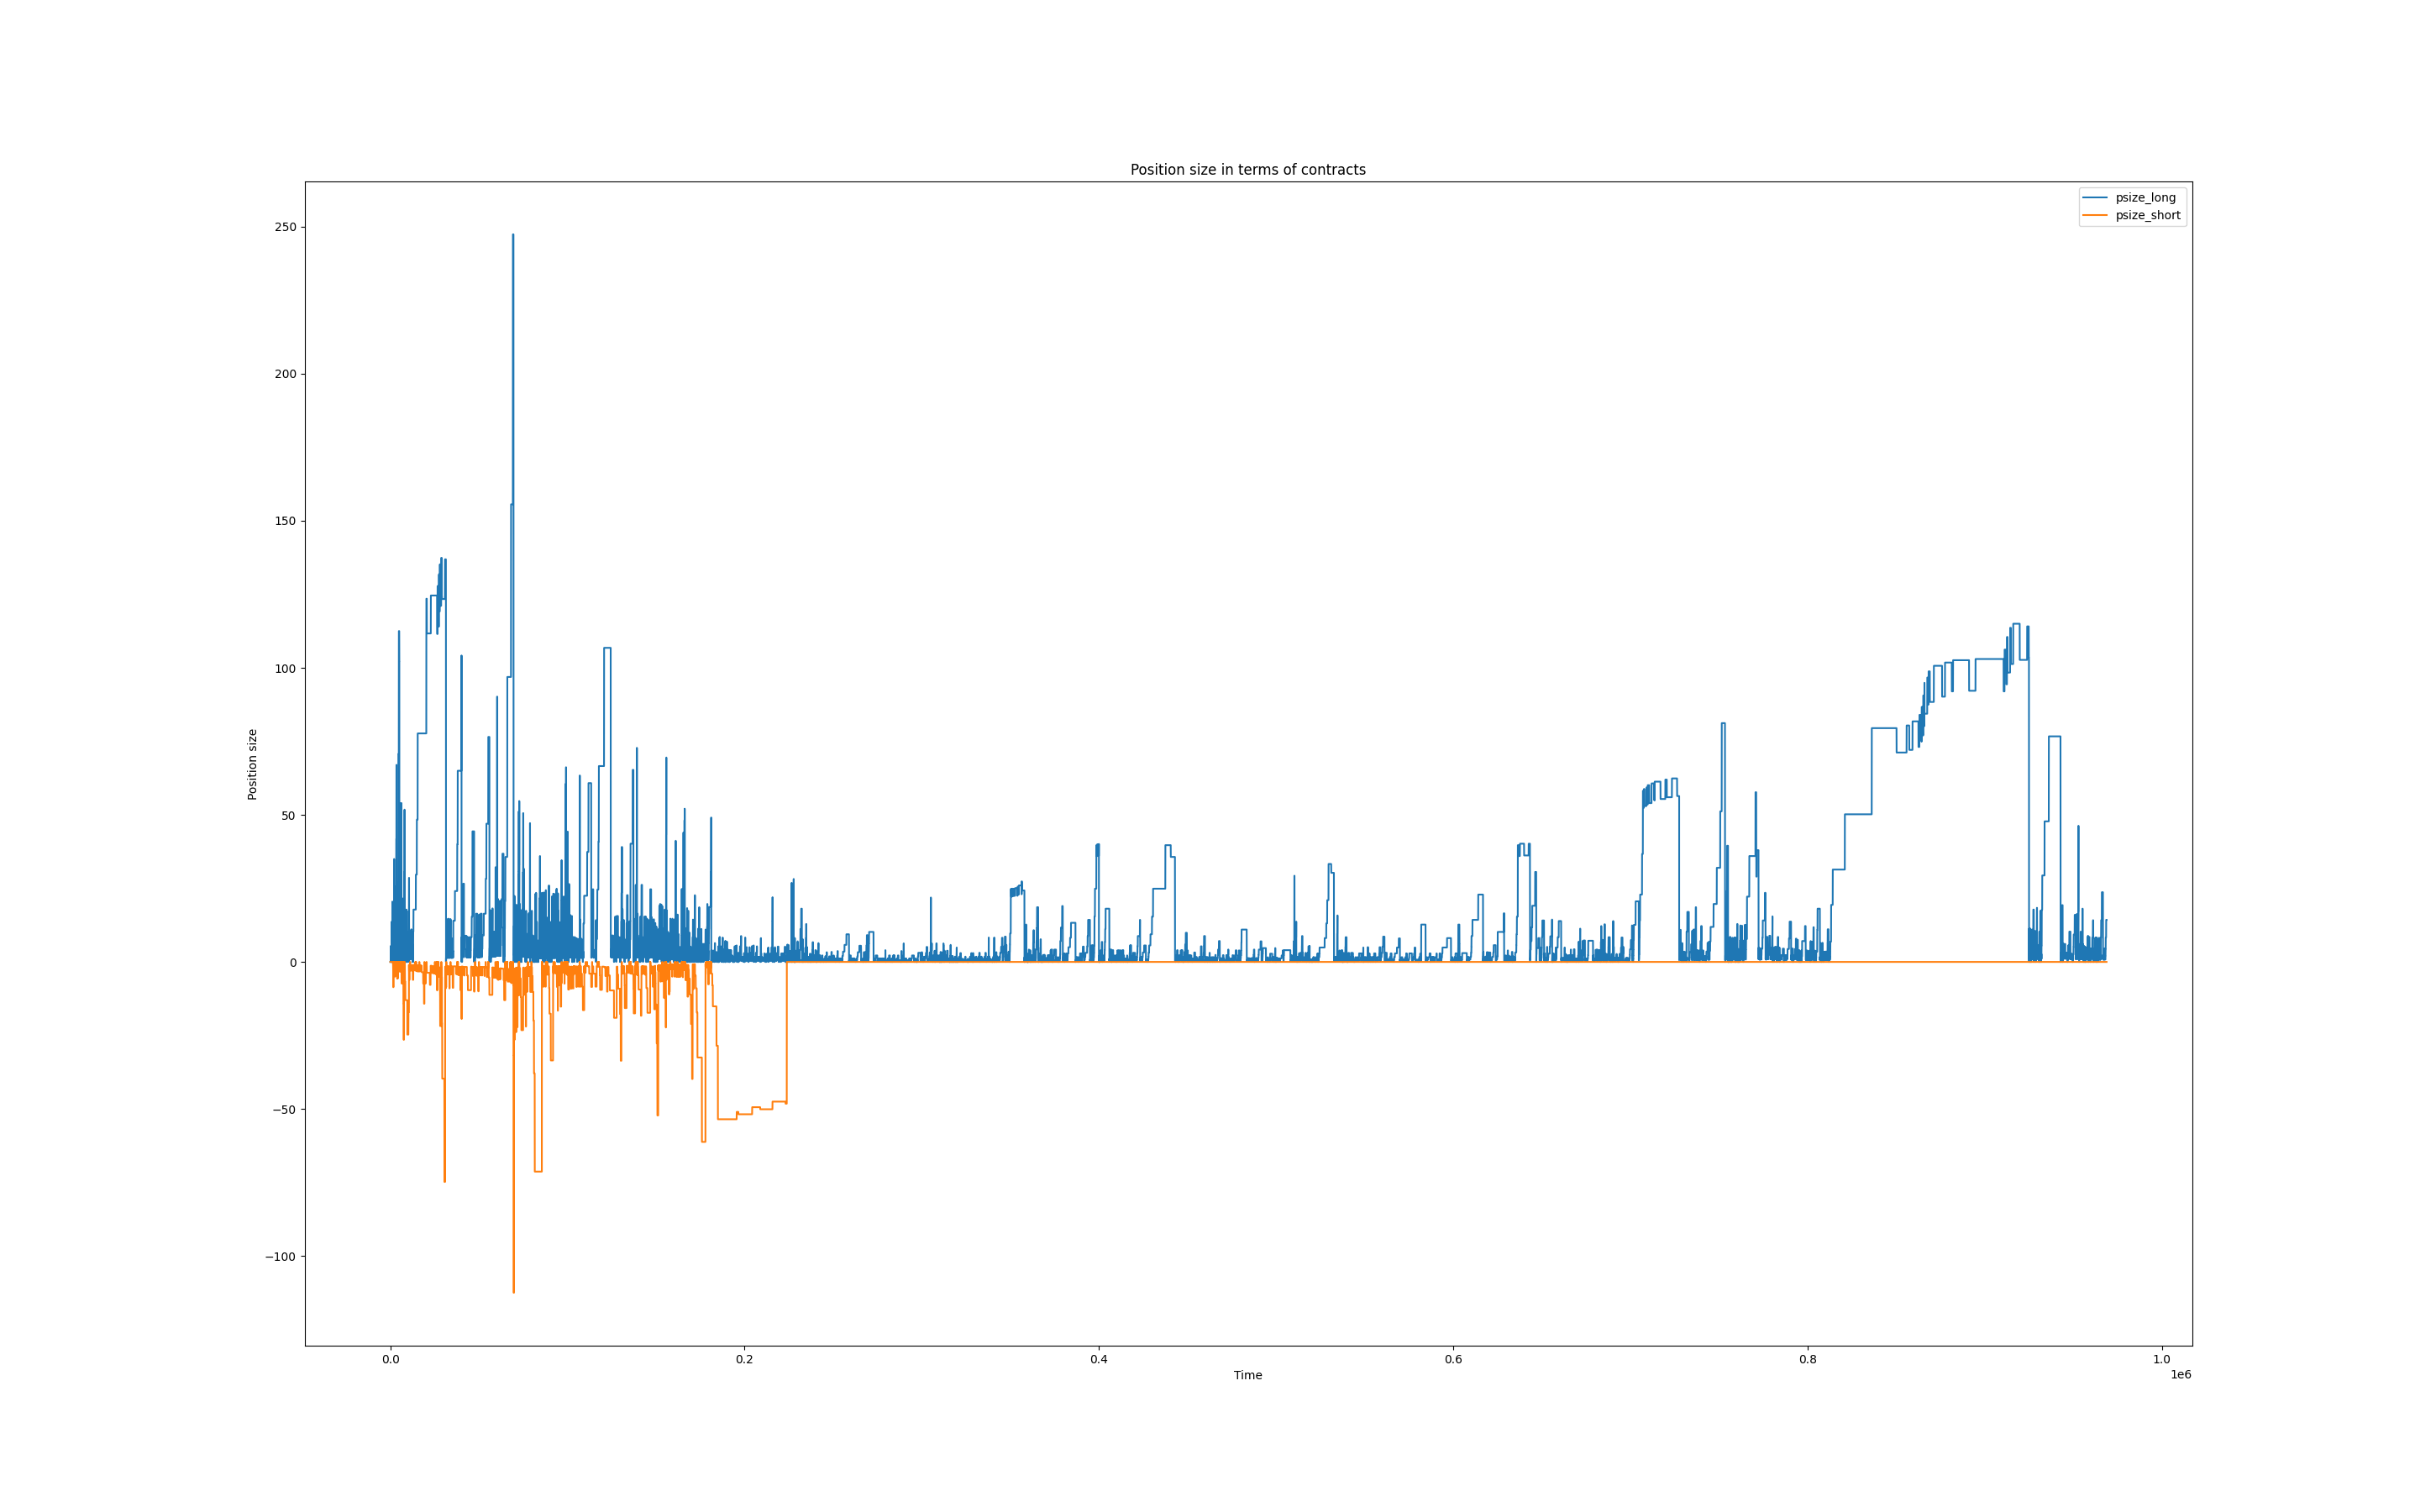 Position size in terms of contracts
psize_long
psize_short
Position size
250
200
150
100
50
0
−50
−100
0.0
0.2
0.4
0.6
0.8
1.0
Time
1e6